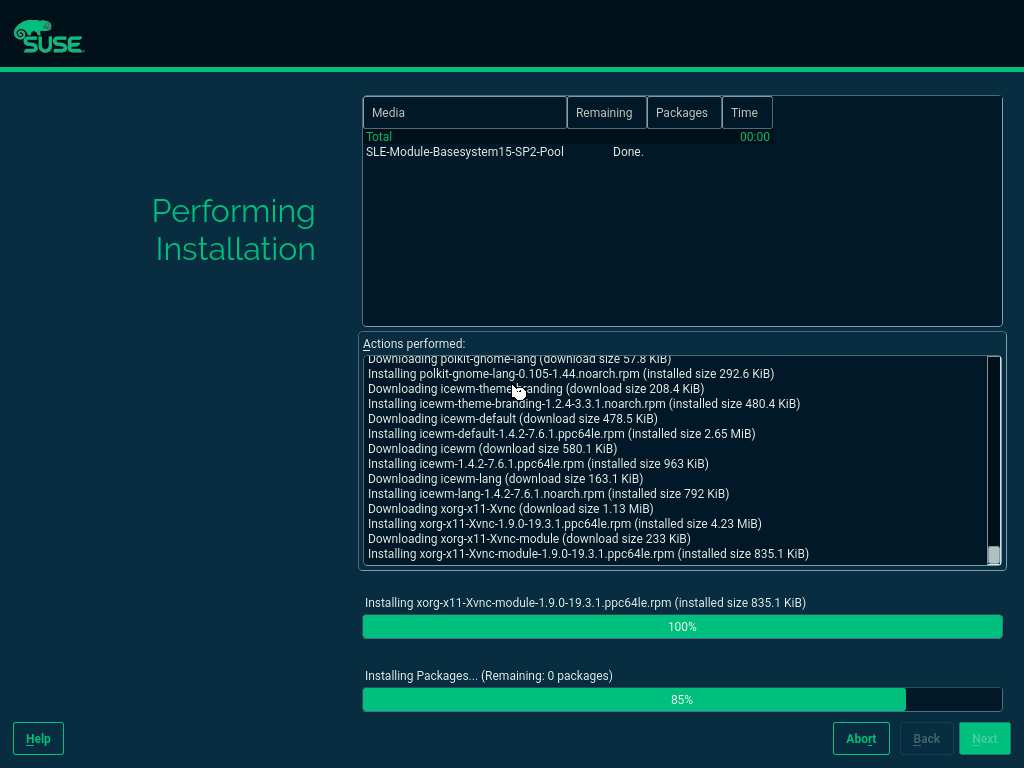 SUSE
Media Remaining Packages Time
Total 00:00
SLE-Module-Basesystem15-SP2-Pool Done.
Performing
Installation
Actions performed:
Downloading polkit-gnome-lang (download size 57.8 KiB)
Installing polkit-gnome-lang-0.105-1.44.noarch.rpm (installed size 292.6 KiB)
Downloading icewm-theme-branding (download size 208.4 KiB)
Installing icewm-theme-branding-1.2.4-3.3.1.noarch.rpm (installed size 480.4 KiB)
Downloading icewm-default (download size 478.5 KiB)
Installing icewm-default-1.4.2-7.6.1.ppc64le.rpm (installed size 2.65 MiB)
Downloading icewm (download size 580.1 KiB)
Installing icewm-1.4.2-7.6.1.ppc64le.rpm (installed size 963 KiB)
Downloading icewm-lang (download size 163.1 KiB)
Installing icewm-lang-1.4.2-7.6.1.noarch.rpm (installed size 792 KiB)
Downloading xorg-x11-Xvnc (download size 1.13 MiB)
Installing xorg-x11-Xvnc-1.9.0-19.3.1.ppc64le.rpm (installed size 4.23 MiB)
Downloading xorg-x11-Xvnc-module (download size 233 KiB)
Installing xorg-x11-Xvnc-module-1.9.0-19.3.1.ppc64le.rpm (installed size 835.1 KiB)
Installing xorg-x11-Xvnc-module-1.9.0-19.3.1.ppc64le.rpm (installed size 835.1 KiB)
100%
Installing Packages... (Remaining: 0 packages)
85%
Help Abort Back Next